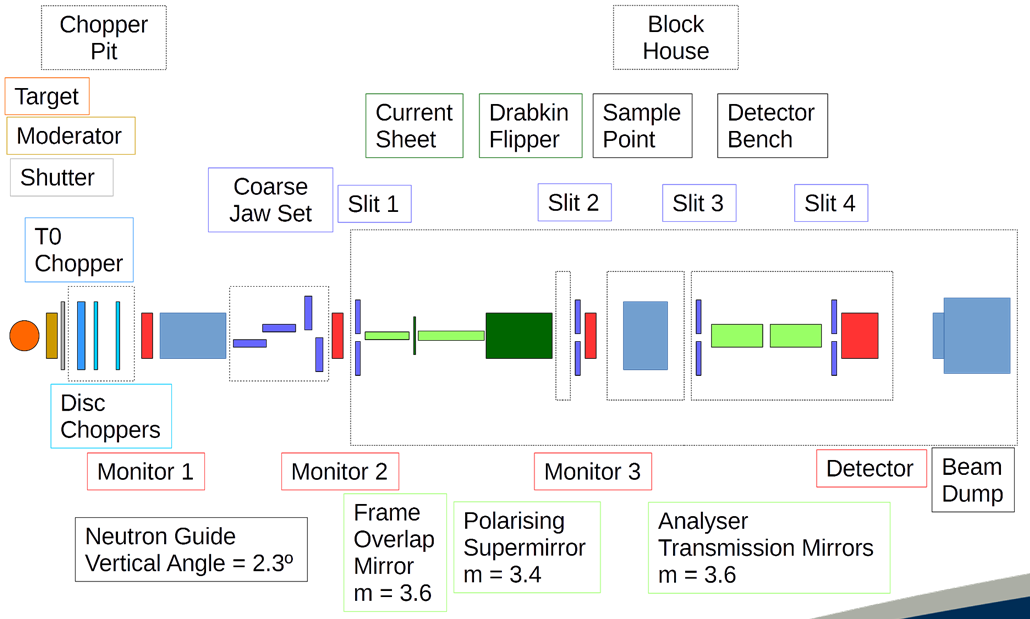 Chopper
Pit
Block
House
Target
Moderator
Shutter
Current
Sheet
Drabkin
Flipper
Sample
Point
Detector
Bench
Coarse
Jaw Set
Slit 1
Slit 2
Slit 3
Slit 4
T0
Chopper
Disc
Choppers
Monitor 1
Monitor 2
Monitor 3
Detector
Beam
Dump
Neutron Guide
Vertical Angle = 2.3º
Frame
Overlap
Mirror
m = 3.6
Polarising
Supermirror
m = 3.4
Analyser
Transmission Mirrors
m = 3.6